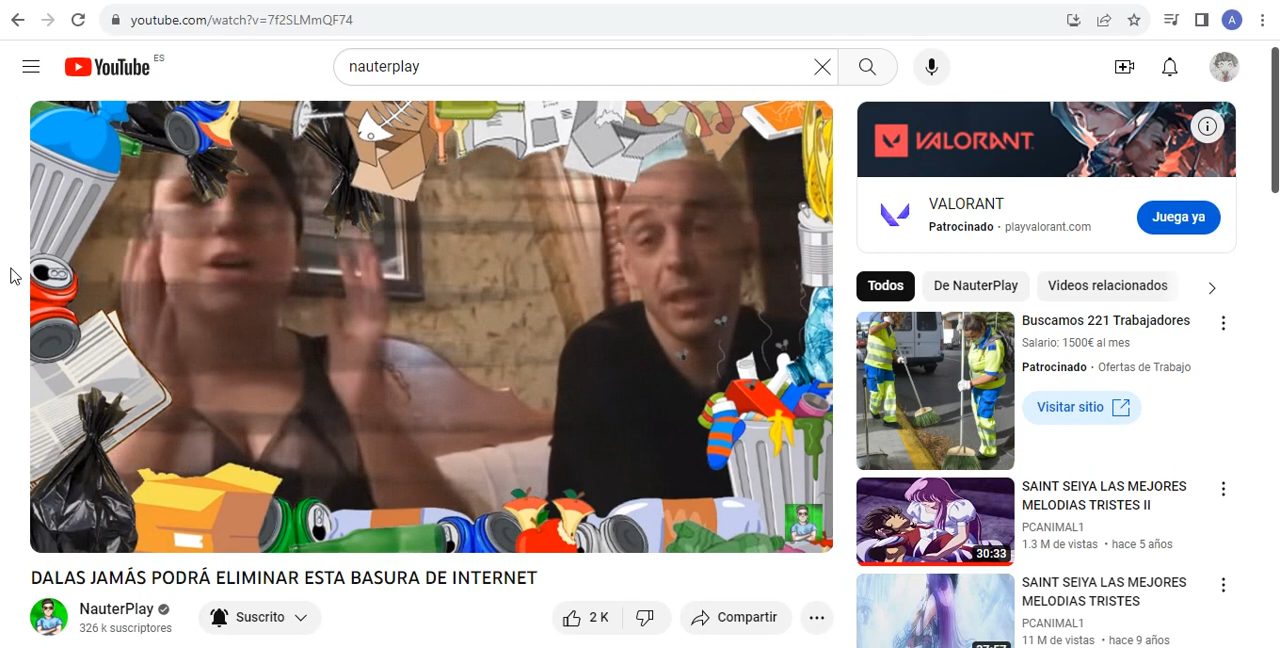 youtube.com/watch?v=7f2SLMmQF74
A
YouTube ES
nauterplay
VALORANT
VALORANT
Patrocinado · playvalorant.com
Juega ya
Todos
De NauterPlay
Videos relacionados
Buscamos 221 Trabajadores
Salario: 1500€ al mes
Patrocinado · Ofertas de Trabajo
Visitar sitio
SAINT SEIYA LAS MEJORES
MELODIAS TRISTES II
PCANIMAL1
1.3 M de vistas · hace 5 años
30:33
SAINT SEIYA LAS MEJORES
MELODIAS TRISTES
PCANIMAL1
11 M de vistas · hace 9 años
DALAS JAMÁS PODRÁ ELIMINAR ESTA BASURA DE INTERNET
NauterPlay
326 k suscriptores
Suscrito
2 K
Compartir